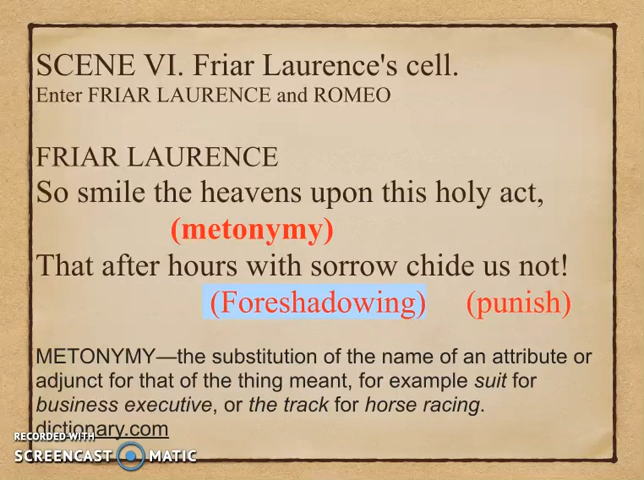 SCENE VI. Friar Laurence's cell.
Enter FRIAR LAURENCE and ROMEO
FRIAR LAURENCE
So smile the heavens upon this holy act,
(metonymy)
That after hours with sorrow chide us not!
(Foreshadowing) (punish)
METONYMY—the substitution of the name of an attribute or
adjunct for that of the thing meant, for example suit for
business executive, or the track for horse racing.
dictionary.com
RECORDED WITH
SCREENCAST MATIC